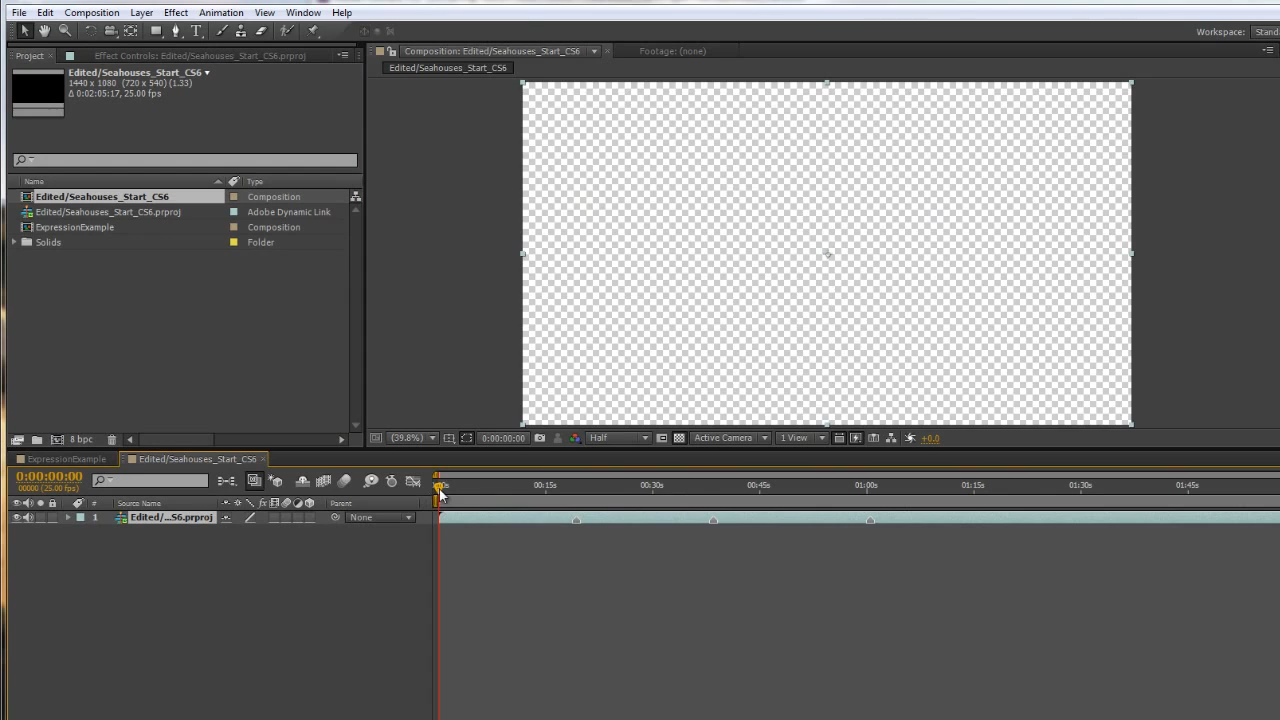 File Edit Composition Layer Effect Animation View Window Help
Workspace: Standa
Project × Effect Controls: Edited/Seahouses_Start_CS6.prproj
Composition: Edited/Seahouses_Start_CS6 Footage: (none)
Edited/Seahouses_Start_CS6
Edited/Seahouses_Start_CS6 ▼
1440 x 1080 (720 x 540) (1.33)
Δ 0:02:05:17, 25.00 fps
Name Type
Edited/Seahouses_Start_CS6 Composition
Edited/Seahouses_Start_CS6.prproj Adobe Dynamic Link
ExpressionExample Composition
Solids Folder
8 bpc
(39.8%) 0:00:00:00 Half Active Camera 1 View +0.0
ExpressionExample Edited/Seahouses_Start_CS6 ×
0:00:00:00
00000 (25.00 fps)
00:15s 00:30s 00:45s 01:00s 01:15s 01:30s 01:45s
# Source Name Parent
1 Edited/...S6.prproj None